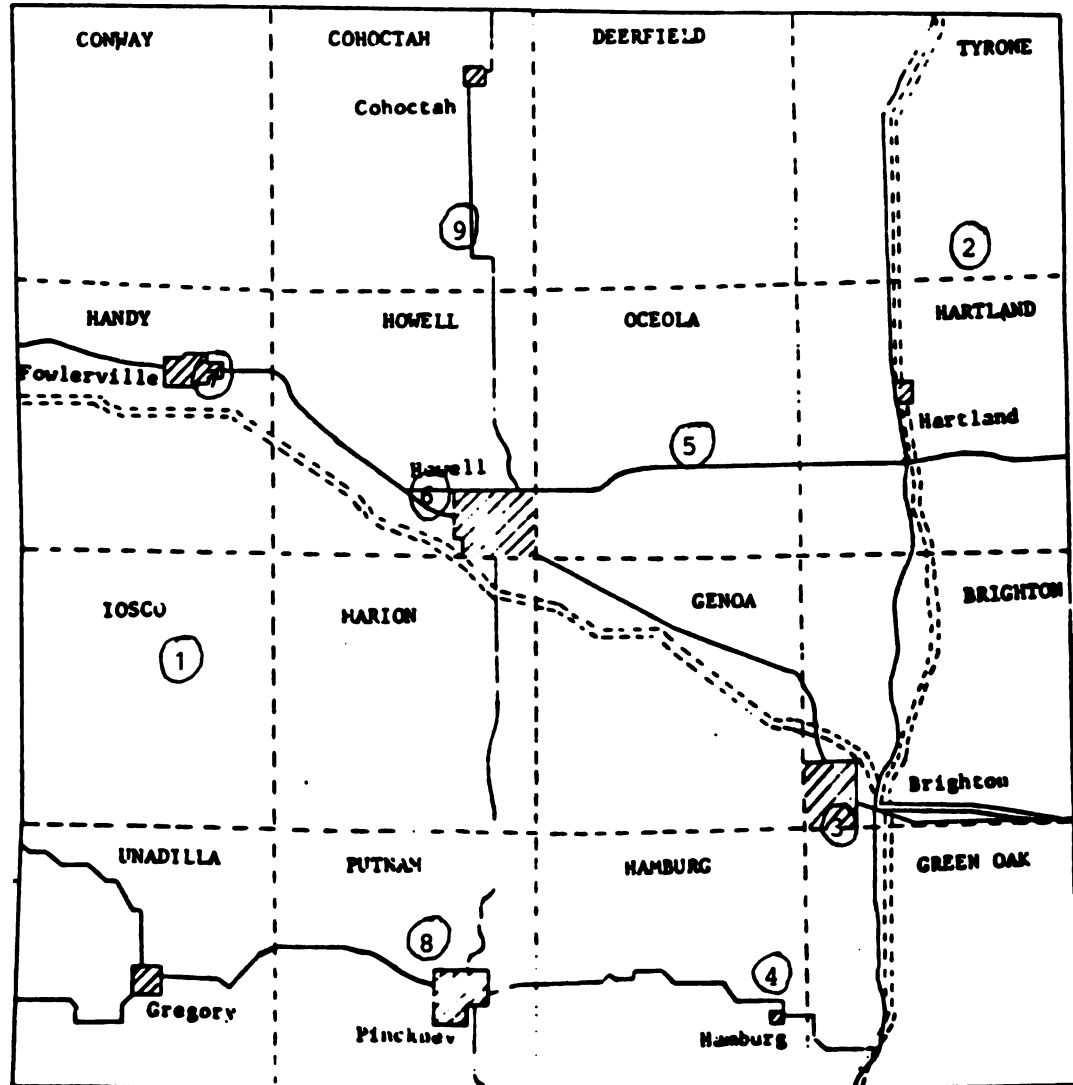 CONWAY COHOCTAH DEERFIELD TYRONE
Cohoctah
9
2
HANDY HOWELL OCEOLA HARTLAND
Fowlerville 7
Hartland
5
Howell
6
IOSCO MARION GENOA BRIGHTON
1
Brighton
3
UNADILLA PUTNAM HAMBURG GREEN OAK
8
4
Gregory
Pinckney
Hamburg